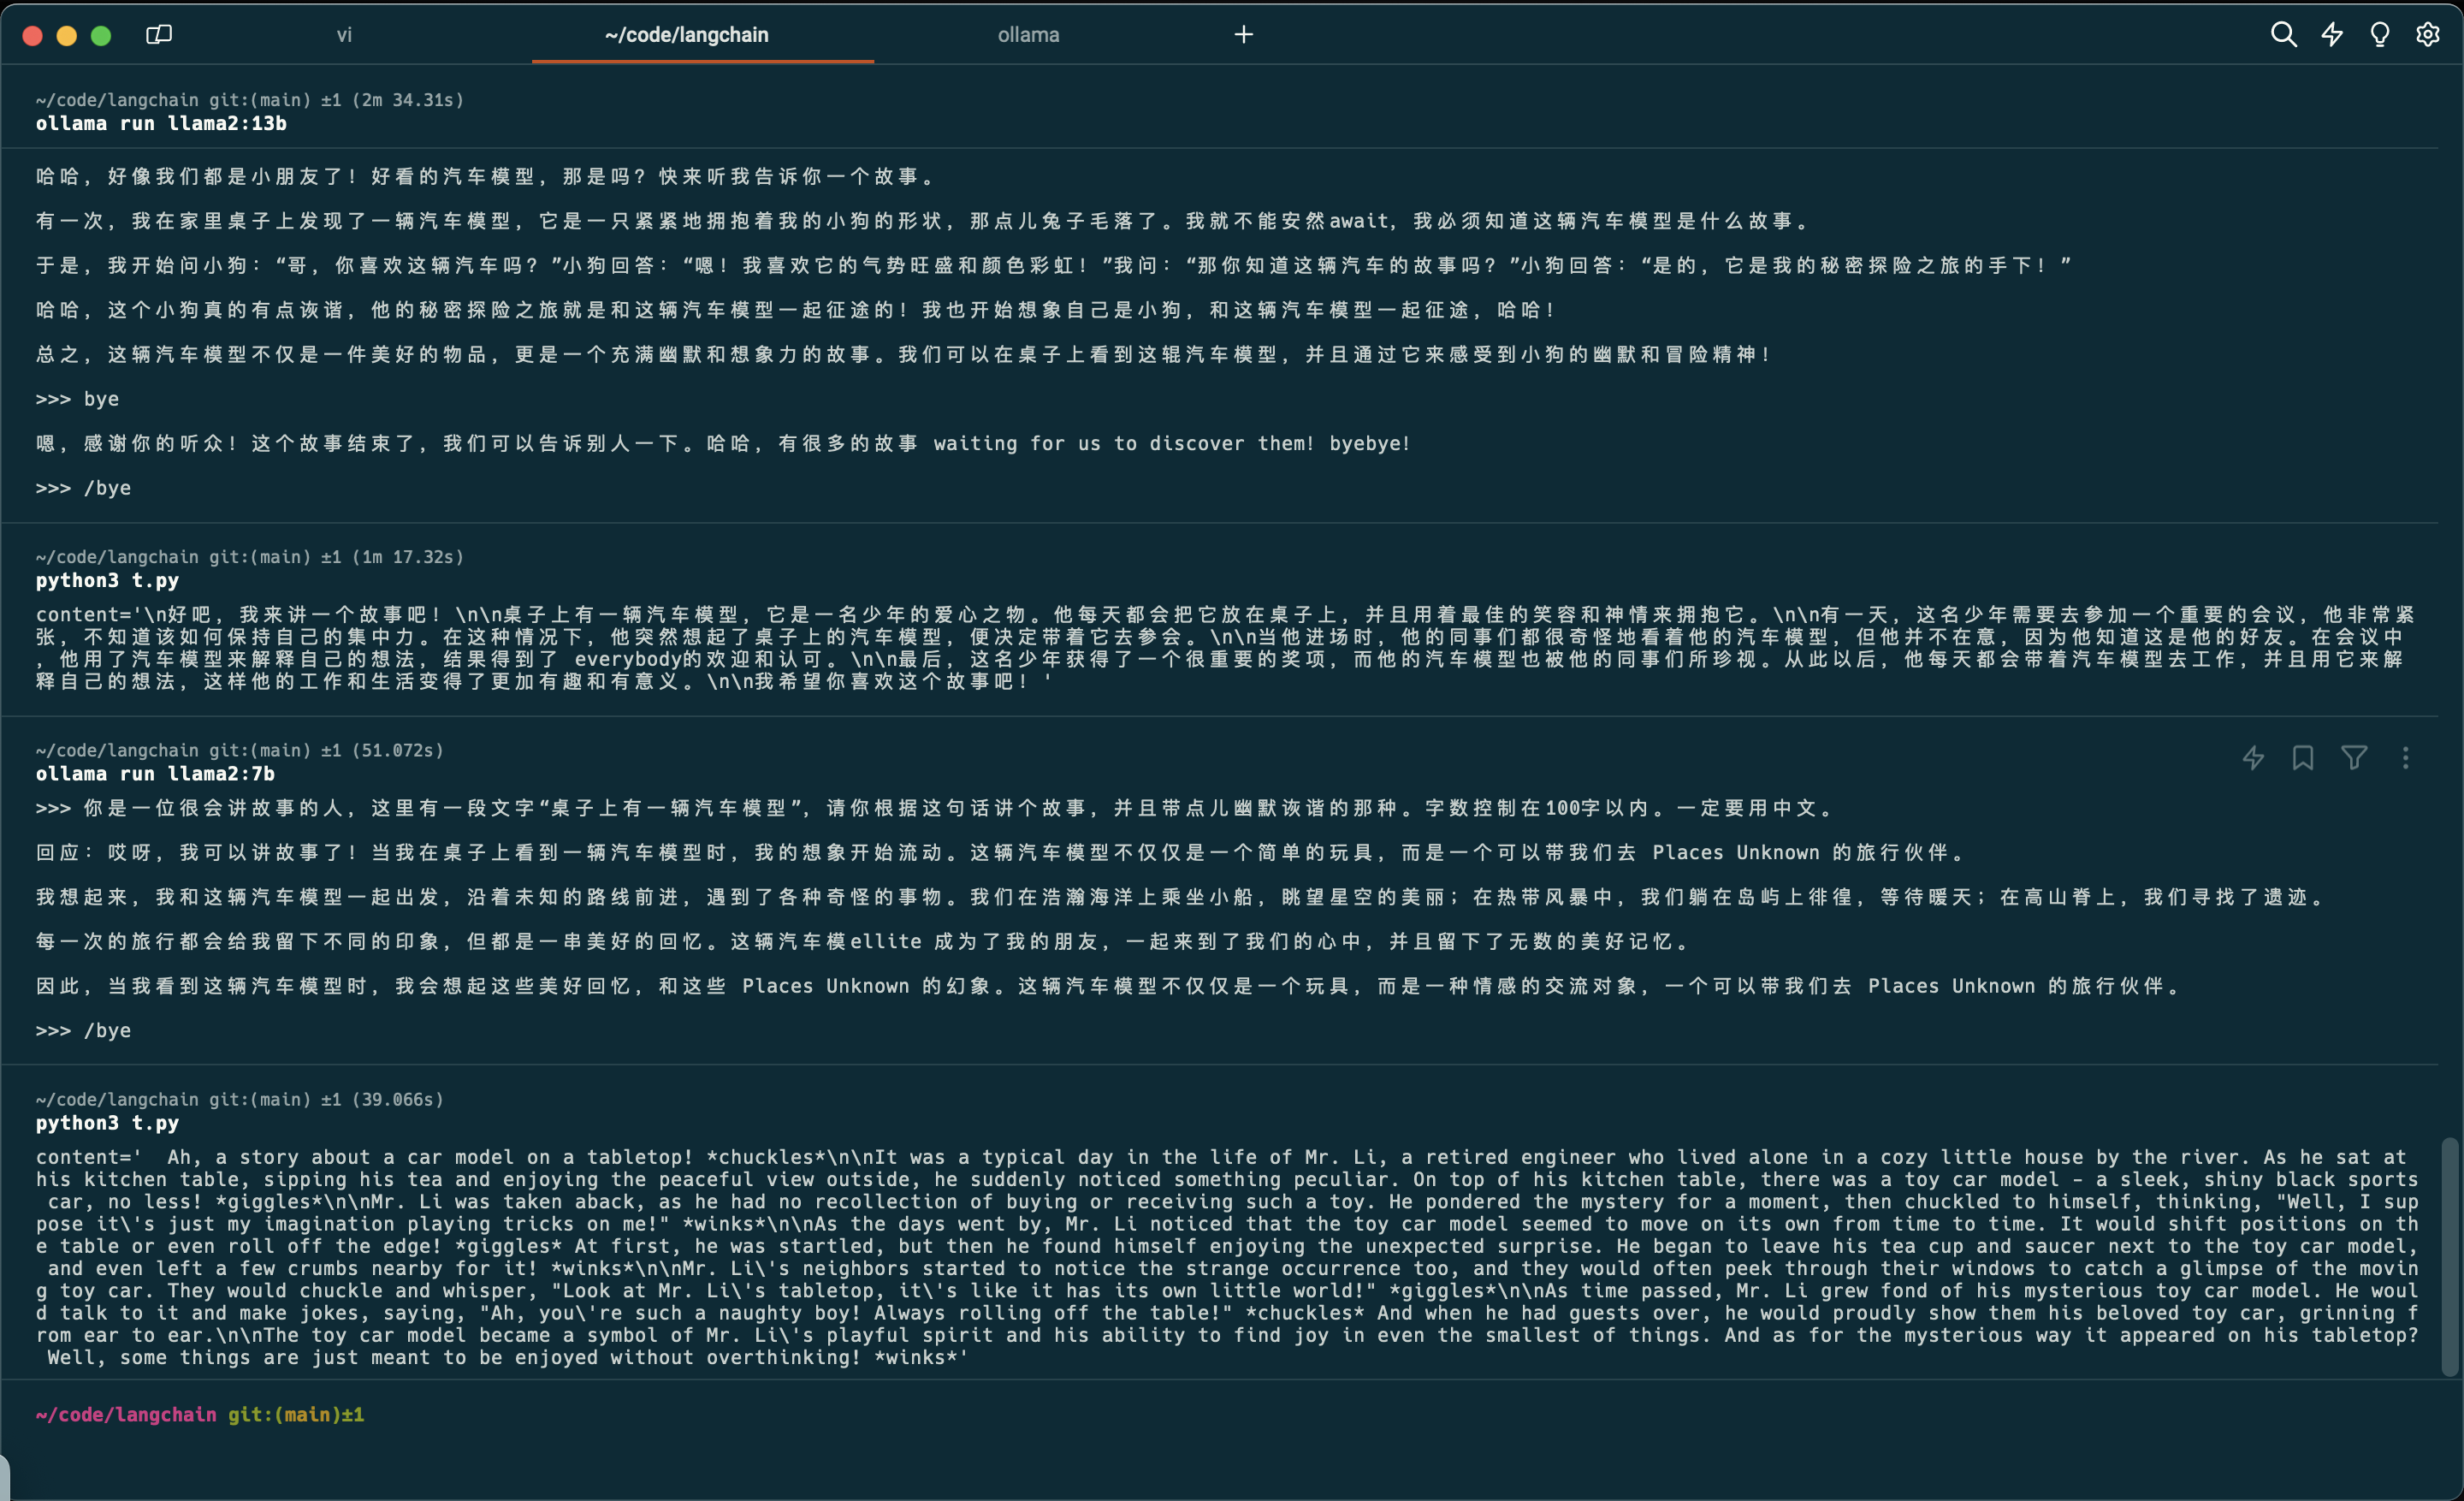 vi
~/code/langchain
ollama
~/code/langchain git:(main) ±1 (2m 34.31s)
ollama run llama2:13b
哈哈，好像我们都是小朋友了！好看的汽车模型，那是吗？快来听我告诉你一个故事。
有一次，我在家里桌子上发现了一辆汽车模型，它是一只紧紧地拥抱着我的小狗的形状，那点儿兔子毛落了。我就不能安然await，我必须知道这辆汽车模型是什么故事。
于是，我开始问小狗：“哥，你喜欢这辆汽车吗？”小狗回答：“嗯！我喜欢它的气势旺盛和颜色彩虹！”我问：“那你知道这辆汽车的故事吗？”小狗回答：“是的，它是我的秘密探险之旅的手下！”
哈哈，这个小狗真的有点诙谐，他的秘密探险之旅就是和这辆汽车模型一起征途的！我也开始想象自己是小狗，和这辆汽车模型一起征途，哈哈！
总之，这辆汽车模型不仅是一件美好的物品，更是一个充满幽默和想象力的故事。我们可以在桌子上看到这辊汽车模型，并且通过它来感受到小狗的幽默和冒险精神！
>>> bye
嗯，感谢你的听众！这个故事结束了，我们可以告诉别人一下。哈哈，有很多的故事 waiting for us to discover them! byebye!
>>> /bye
~/code/langchain git:(main) ±1 (1m 17.32s)
python3 t.py
content='\n好吧，我来讲一个故事吧！\n\n桌子上有一辆汽车模型，它是一名少年的爱心之物。他每天都会把它放在桌子上，并且用着最佳的笑容和神情来拥抱它。\n\n有一天，这名少年需要去参加一个重要的会议，他非常紧
张，不知道该如何保持自己的集中力。在这种情况下，他突然想起了桌子上的汽车模型，便决定带着它去参会。\n\n当他进场时，他的同事们都很奇怪地看着他的汽车模型，但他并不在意，因为他知道这是他的好友。在会议中
，他用了汽车模型来解释自己的想法，结果得到了 everybody的欢迎和认可。\n\n最后，这名少年获得了一个很重要的奖项，而他的汽车模型也被他的同事们所珍视。从此以后，他每天都会带着汽车模型去工作，并且用它来解
释自己的想法，这样他的工作和生活变得了更加有趣和有意义。\n\n我希望你喜欢这个故事吧！'
~/code/langchain git:(main) ±1 (51.072s)
ollama run llama2:7b
>>> 你是一位很会讲故事的人，这里有一段文字“桌子上有一辆汽车模型”，请你根据这句话讲个故事，并且带点儿幽默诙谐的那种。字数控制在100字以内。一定要用中文。
回应：哎呀，我可以讲故事了！当我在桌子上看到一辆汽车模型时，我的想象开始流动。这辆汽车模型不仅仅是一个简单的玩具，而是一个可以带我们去 Places Unknown 的旅行伙伴。
我想起来，我和这辆汽车模型一起出发，沿着未知的路线前进，遇到了各种奇怪的事物。我们在浩瀚海洋上乘坐小船，眺望星空的美丽；在热带风暴中，我们躺在岛屿上徘徨，等待暖天；在高山脊上，我们寻找了遗迹。
每一次的旅行都会给我留下不同的印象，但都是一串美好的回忆。这辆汽车模ellite 成为了我的朋友，一起来到了我们的心中，并且留下了无数的美好记忆。
因此，当我看到这辆汽车模型时，我会想起这些美好回忆，和这些 Places Unknown 的幻象。这辆汽车模型不仅仅是一个玩具，而是一种情感的交流对象，一个可以带我们去 Places Unknown 的旅行伙伴。
>>> /bye
~/code/langchain git:(main) ±1 (39.066s)
python3 t.py
content='  Ah, a story about a car model on a tabletop! *chuckles*\n\nIt was a typical day in the life of Mr. Li, a retired engineer who lived alone in a cozy little house by the river. As he sat at
his kitchen table, sipping his tea and enjoying the peaceful view outside, he suddenly noticed something peculiar. On top of his kitchen table, there was a toy car model - a sleek, shiny black sports
car, no less! *giggles*\n\nMr. Li was taken aback, as he had no recollection of buying or receiving such a toy. He pondered the mystery for a moment, then chuckled to himself, thinking, "Well, I sup
pose it\'s just my imagination playing tricks on me!" *winks*\n\nAs the days went by, Mr. Li noticed that the toy car model seemed to move on its own from time to time. It would shift positions on th
e table or even roll off the edge! *giggles* At first, he was startled, but then he found himself enjoying the unexpected surprise. He began to leave his tea cup and saucer next to the toy car model,
and even left a few crumbs nearby for it! *winks*\n\nMr. Li\'s neighbors started to notice the strange occurrence too, and they would often peek through their windows to catch a glimpse of the movin
g toy car. They would chuckle and whisper, "Look at Mr. Li\'s tabletop, it\'s like it has its own little world!" *giggles*\n\nAs time passed, Mr. Li grew fond of his mysterious toy car model. He woul
d talk to it and make jokes, saying, "Ah, you\'re such a naughty boy! Always rolling off the table!" *chuckles* And when he had guests over, he would proudly show them his beloved toy car, grinning f
rom ear to ear.\n\nThe toy car model became a symbol of Mr. Li\'s playful spirit and his ability to find joy in even the smallest of things. And as for the mysterious way it appeared on his tabletop?
Well, some things are just meant to be enjoyed without overthinking! *winks*'
~/code/langchain git:(main)±1